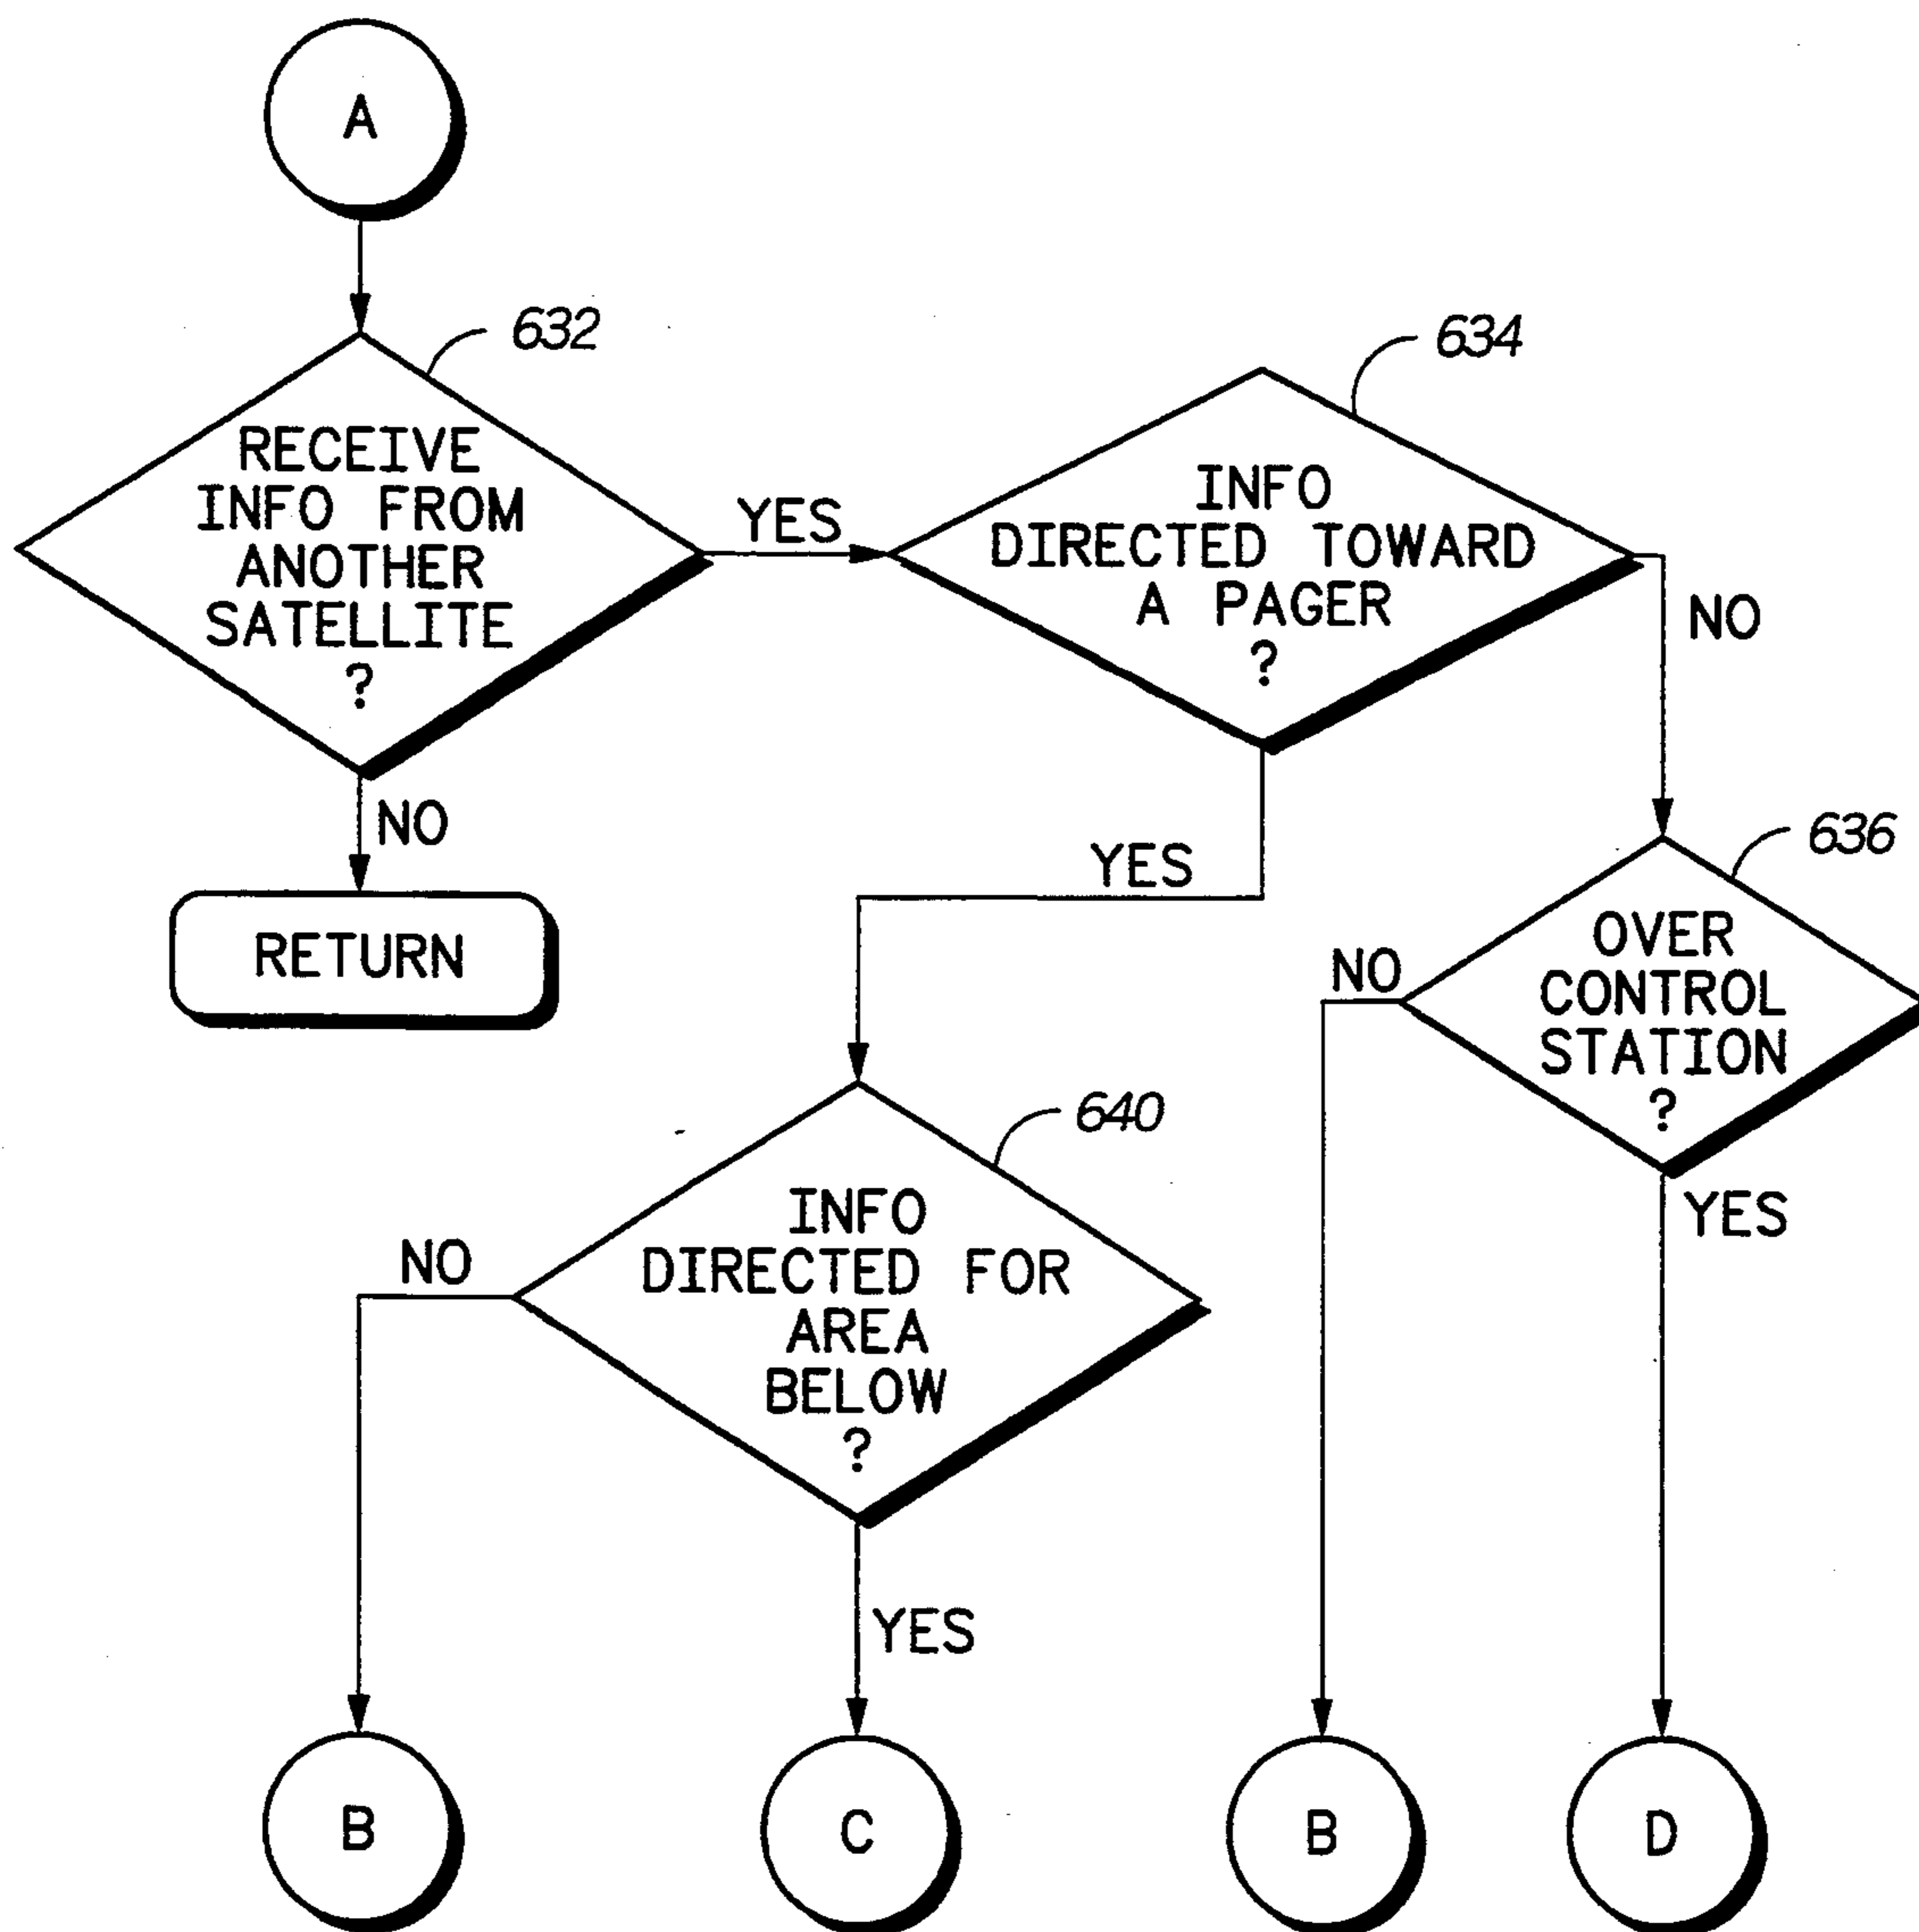 A
632
RECEIVE
INFO FROM
ANOTHER
SATELLITE
?
YES
634
INFO
DIRECTED TOWARD
A PAGER
?
NO
NO
RETURN
YES
636
OVER
CONTROL
STATION
?
NO
YES
640
INFO
DIRECTED FOR
AREA
BELOW
?
NO
YES
B
C
B
D